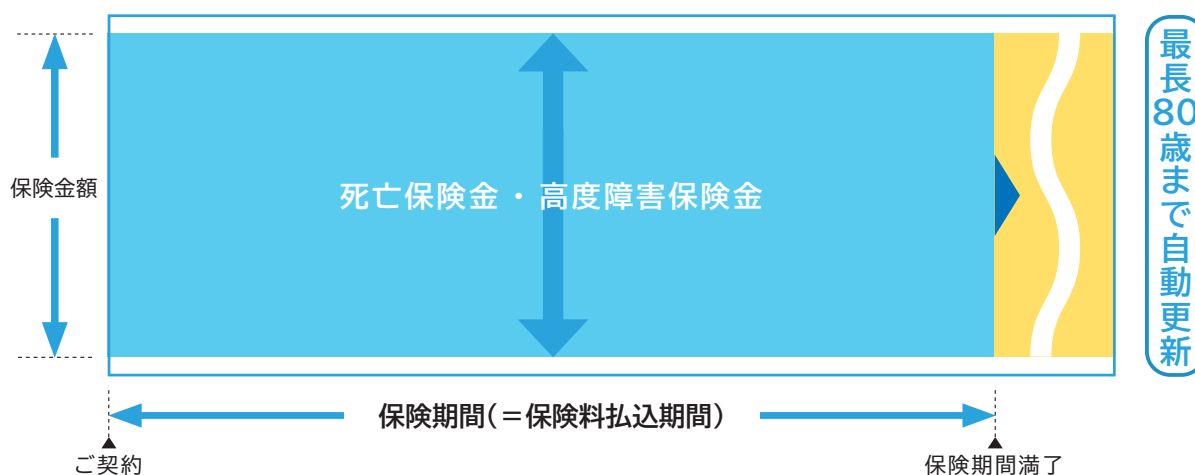 最長80歳まで自動更新
保険金額
死亡保険金・高度障害保険金
保険期間(＝保険料払込期間)
ご契約
保険期間満了